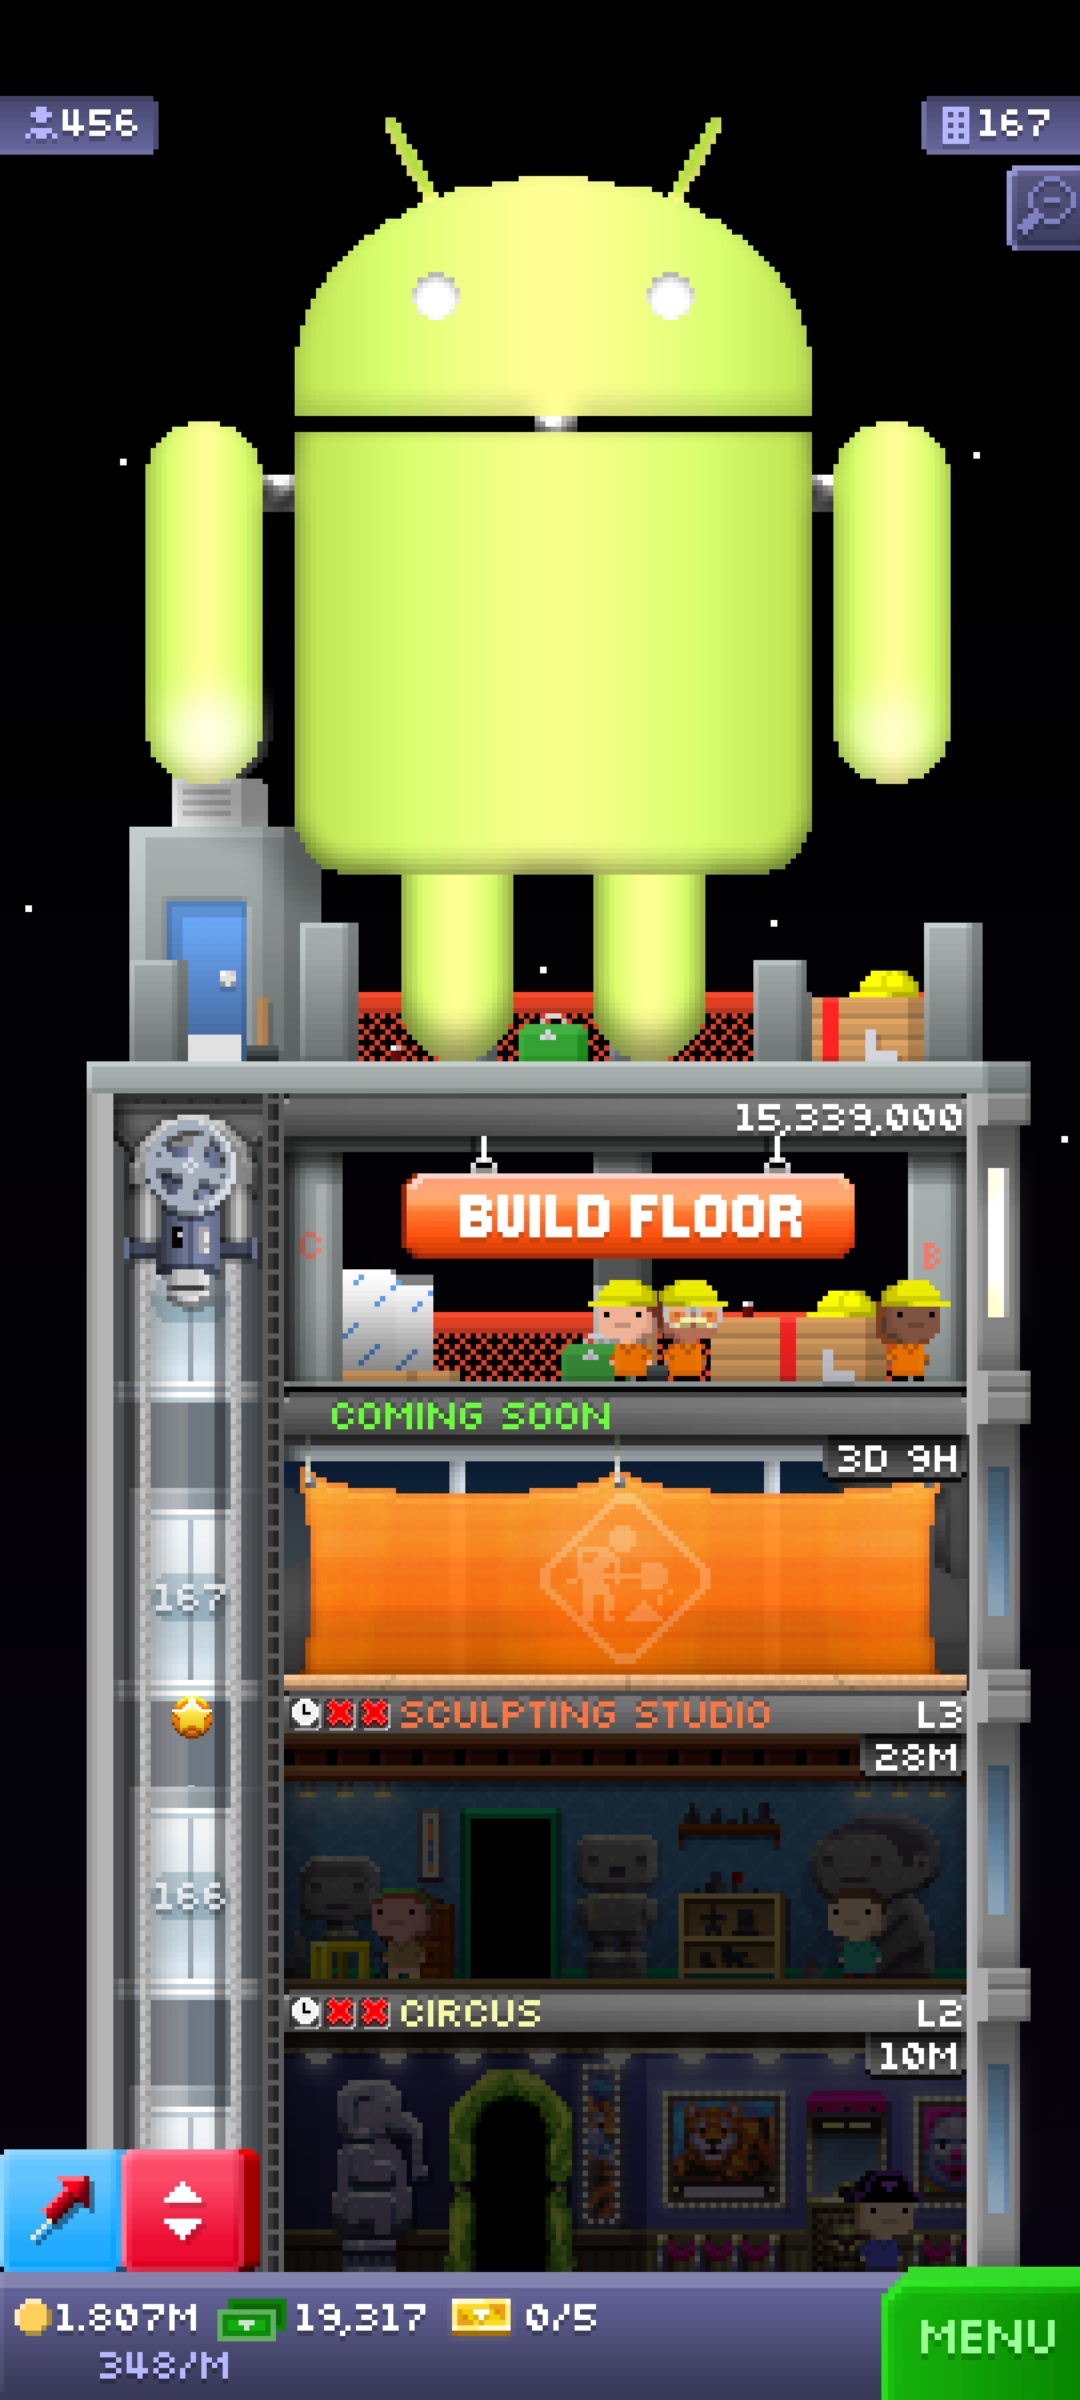 456
167
15,339,000
BUILD FLOOR
C
B
COMING SOON
3D 9H
167
SCULPTING STUDIO L3
28M
166
CIRCUS L2
10M
1.807M 19,317 0/5
348/M
MENU